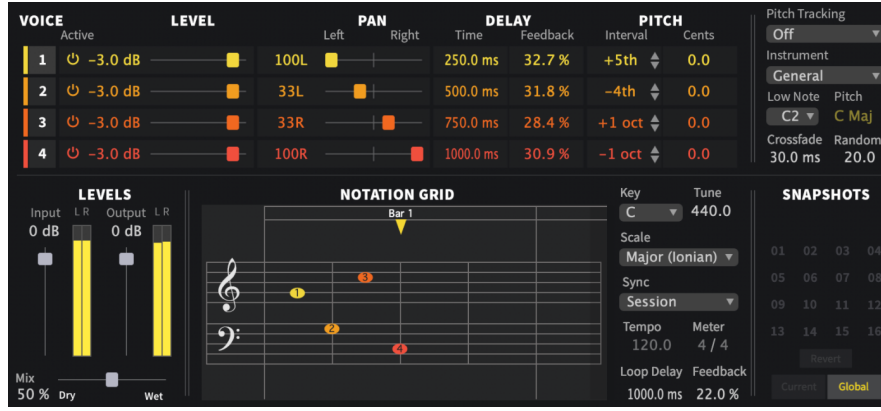 VOICE LEVEL PAN DELAY PITCH
Active Left Right Time Feedback Interval Cents
1 −3.0 dB 100L 250.0 ms 32.7 % +5th 0.0
2 −3.0 dB 33L 500.0 ms 31.8 % −4th 0.0
3 −3.0 dB 33R 750.0 ms 28.4 % +1 oct 0.0
4 −3.0 dB 100R 1000.0 ms 30.9 % −1 oct 0.0
Pitch Tracking
Off
Instrument
General
Low Note Pitch
C2 C Maj
Crossfade Random
30.0 ms 20.0
LEVELS
Input L R Output L R
0 dB 0 dB
Mix
50 % Dry Wet
NOTATION GRID
Bar 1
3
1
2
4
Key Tune
C 440.0
Scale
Major (Ionian)
Sync
Session
Tempo Meter
120.0 4 / 4
Loop Delay Feedback
1000.0 ms 22.0 %
SNAPSHOTS
01 02 03 04
05 06 07 08
09 10 11 12
13 14 15 16
Revert
Current Global